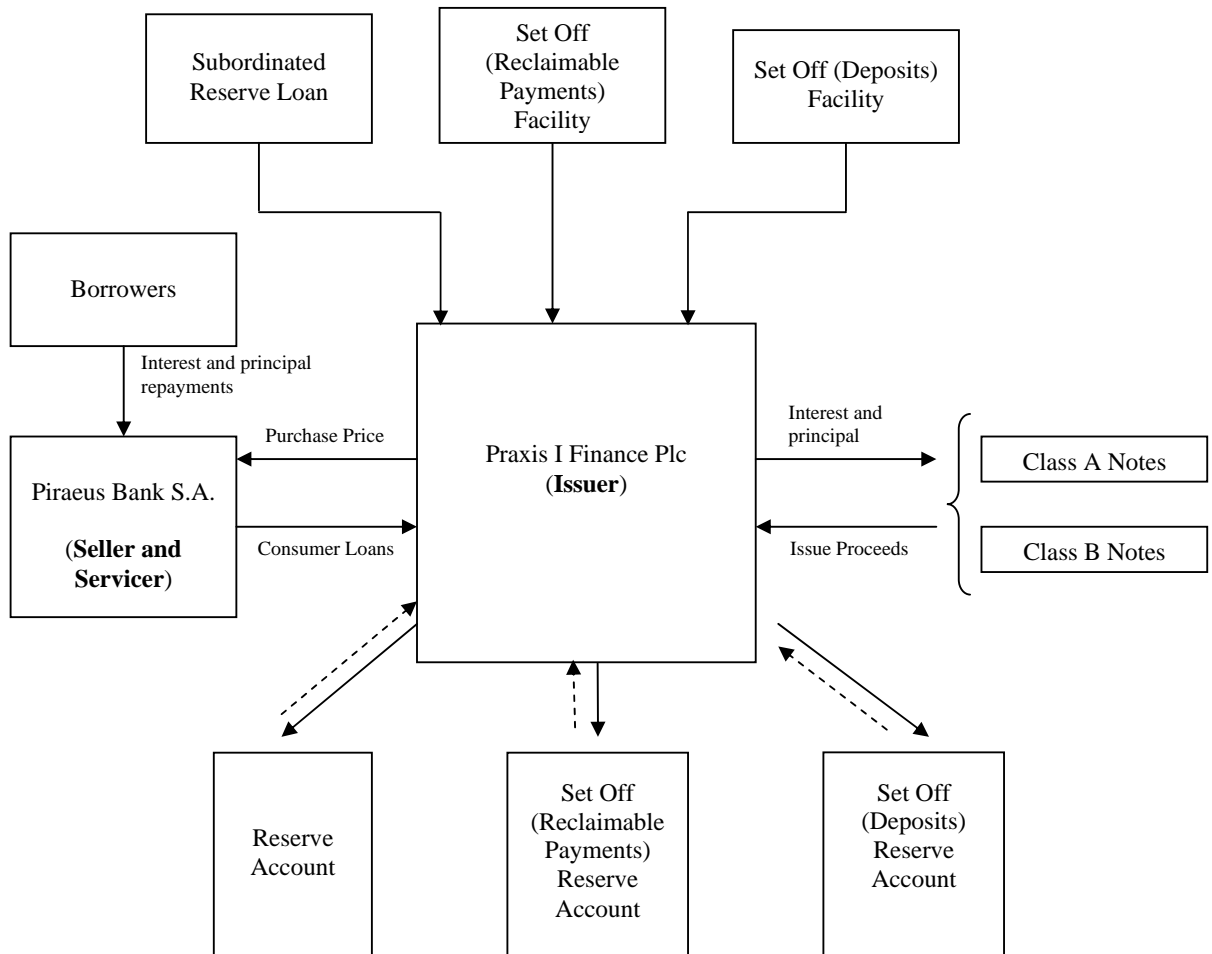 Subordinated
Reserve Loan
Set Off
(Reclaimable
Payments)
Facility
Set Off (Deposits)
Facility
Borrowers
Interest and principal
repayments
Piraeus Bank S.A.
(Seller and
Servicer)
Purchase Price
Consumer Loans
Praxis I Finance Plc
(Issuer)
Interest and
principal
Issue Proceeds
Class A Notes
Class B Notes
Reserve
Account
Set Off
(Reclaimable
Payments)
Reserve
Account
Set Off
(Deposits)
Reserve
Account